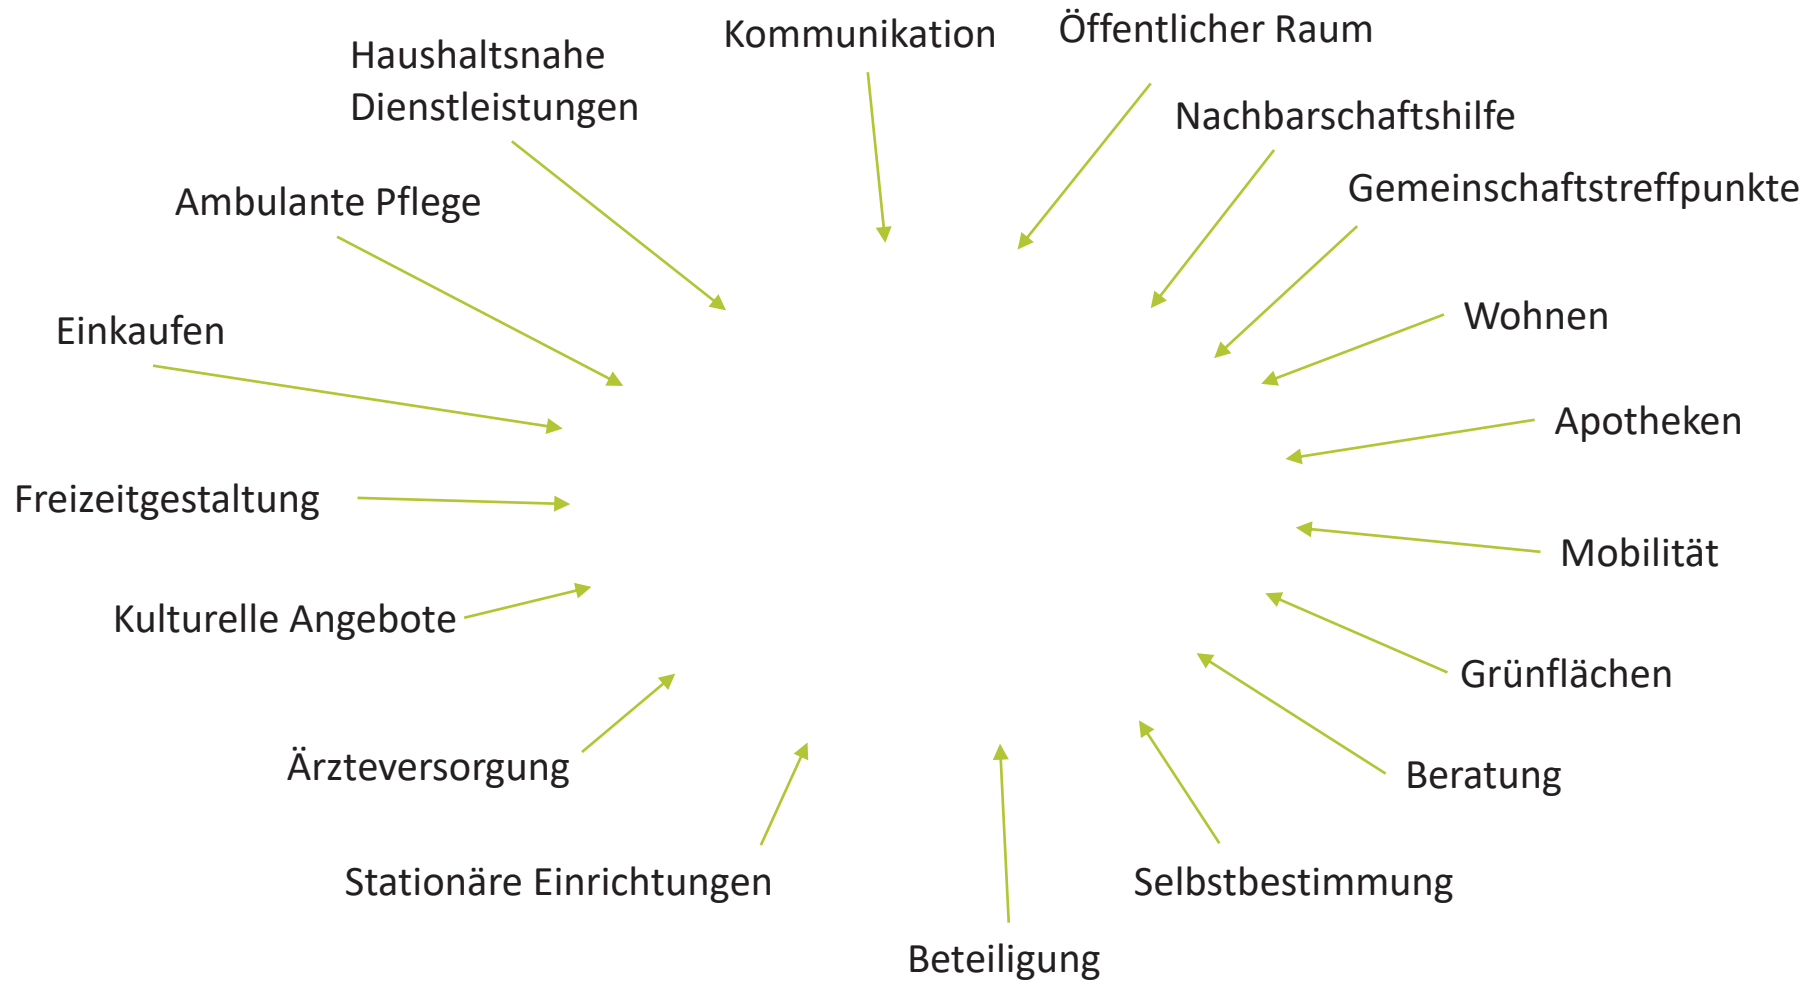 Kommunikation
Öffentlicher Raum
Haushaltsnahe
Dienstleistungen
Nachbarschaftshilfe
Ambulante Pflege
Gemeinschaftstreffpunkte
Einkaufen
Wohnen
Apotheken
Freizeitgestaltung
Mobilität
Kulturelle Angebote
Grünflächen
Ärzteversorgung
Beratung
Stationäre Einrichtungen
Selbstbestimmung
Beteiligung